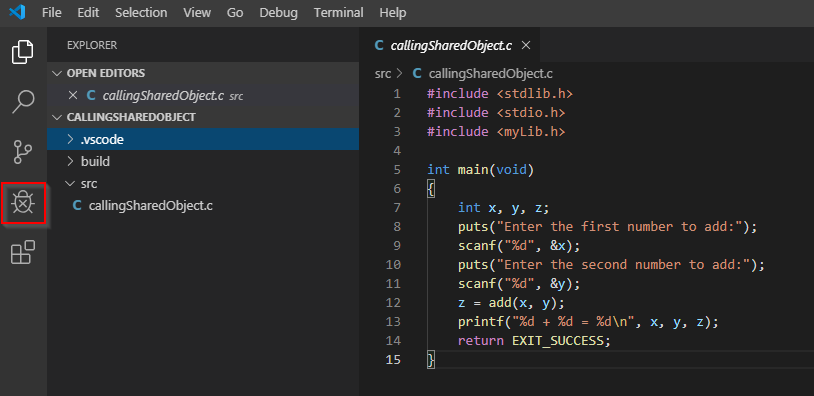 File Edit Selection View Go Debug Terminal Help
EXPLORER
OPEN EDITORS
callingSharedObject.c src
CALLINGSHAREDOBJECT
.vscode
build
src
callingSharedObject.c
callingSharedObject.c
src > callingSharedObject.c
1 #include <stdlib.h>
2 #include <stdio.h>
3 #include <myLib.h>
4
5 int main(void)
6 {
7 int x, y, z;
8 puts("Enter the first number to add:");
9 scanf("%d", &x);
10 puts("Enter the second number to add:");
11 scanf("%d", &y);
12 z = add(x, y);
13 printf("%d + %d = %d\n", x, y, z);
14 return EXIT_SUCCESS;
15 }